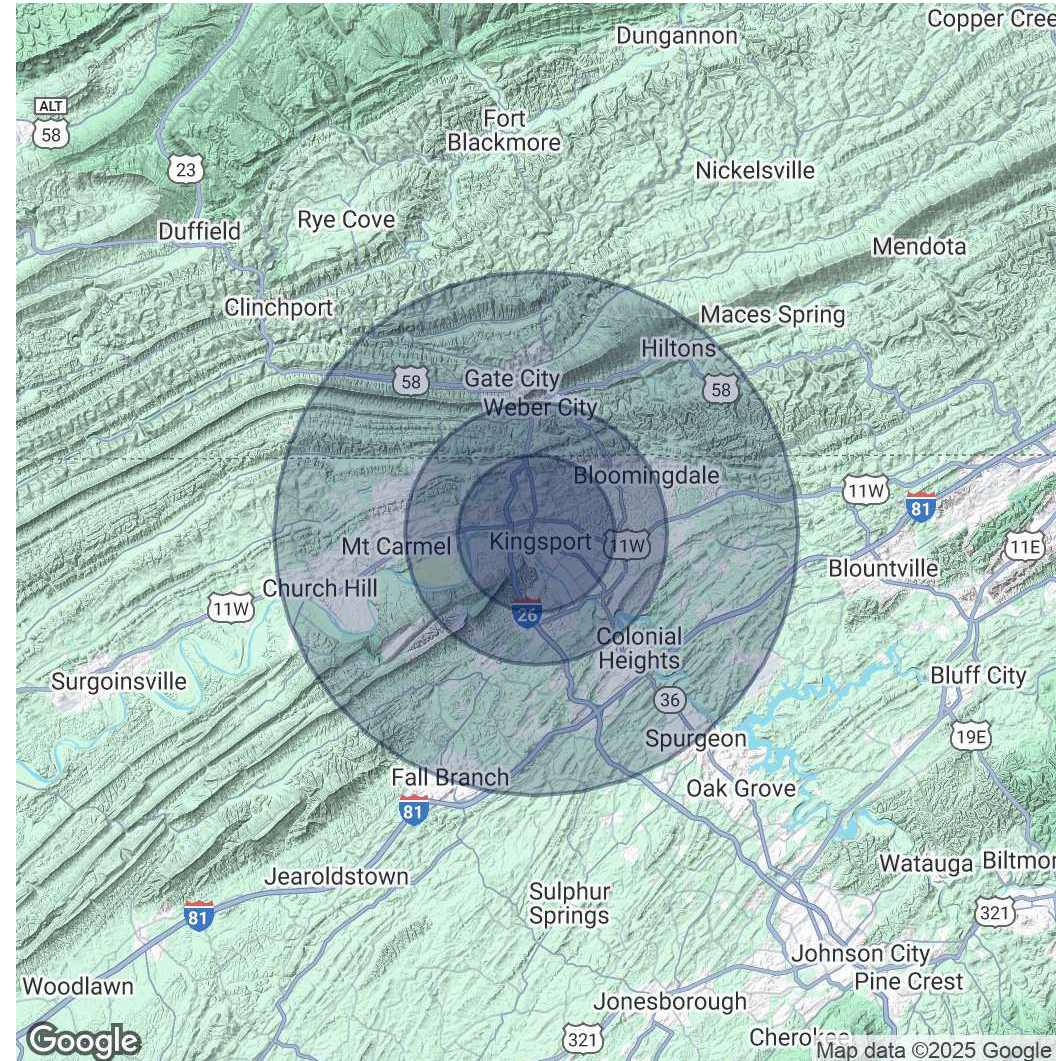 Copper Cree
Dungannon
ALT
58
Fort
Blackmore
23
Nickelsville
Rye Cove
Duffield
Mendota
Clinchport
Maces Spring
Hiltons
58
Gate City
58
Weber City
Bloomingdale
11W
81
Kingsport
11W
Mt Carmel
11E
Blountville
Church Hill
11W
26
Colonial
Heights
Surgoinsville
Bluff City
36
Spurgeon
19E
Fall Branch
Oak Grove
81
Watauga
Biltmor
Jearoldstown
Sulphur
Springs
81
321
Johnson City
Pine Crest
Woodlawn
Jonesborough
Google
321
Cherokee
Map data ©2025 Google